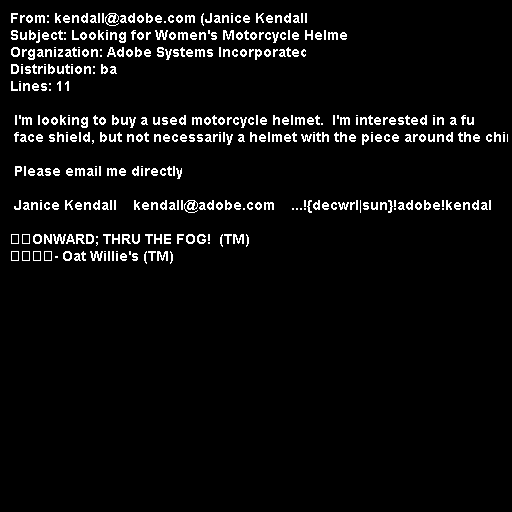 From: kendall@adobe.com (Janice Kendall
Subject: Looking for Women's Motorcycle Helme
Organization: Adobe Systems Incorporated
Distribution: ba
Lines: 11
I'm looking to buy a used motorcycle helmet.  I'm interested in a fu
face shield, but not necessarily a helmet with the piece around the chin
Please email me directly
Janice Kendall    kendall@adobe.com    ...!{decwrl|sun}!adobe!kendal
ONWARD; THRU THE FOG!  (TM)
- Oat Willie's (TM)